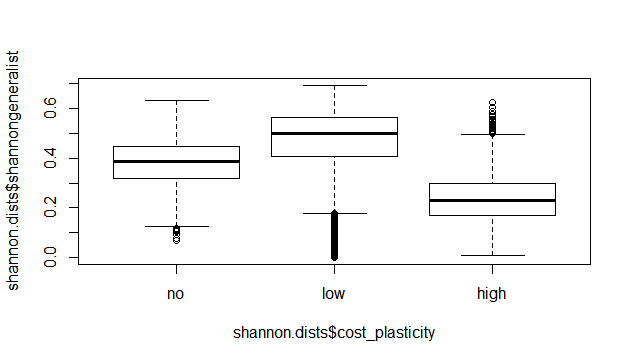 shannon.dists$shannongeneralist
0.6
0.4
0.2
0.0
no low high
shannon.dists$cost_plasticity